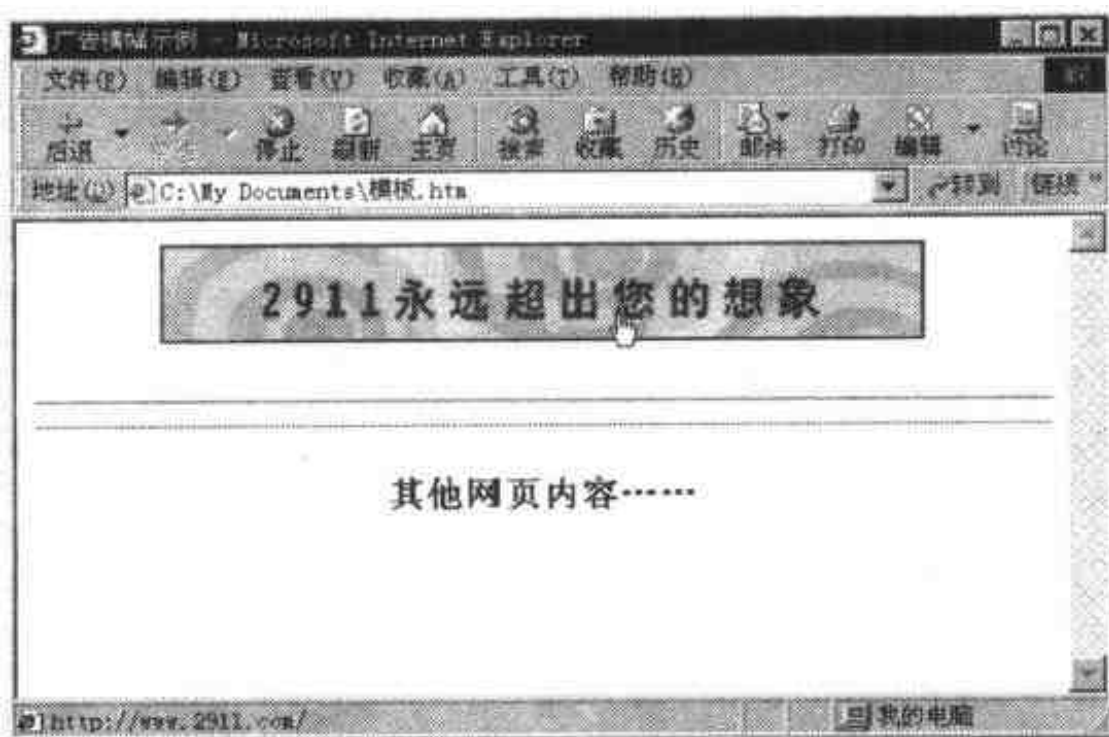 广告横幅示例 - Microsoft Internet Explorer
文件(F) 编辑(E) 查看(V) 收藏(A) 工具(T) 帮助(H)
后退 停止 刷新 主页 搜索 收藏 历史 邮件 打印 编辑 讨论
地址(D) C:\My Documents\模板.htm 转到 链接 »
2911永远超出您的想象
其他网页内容……
http://www.2911.com/ 我的电脑